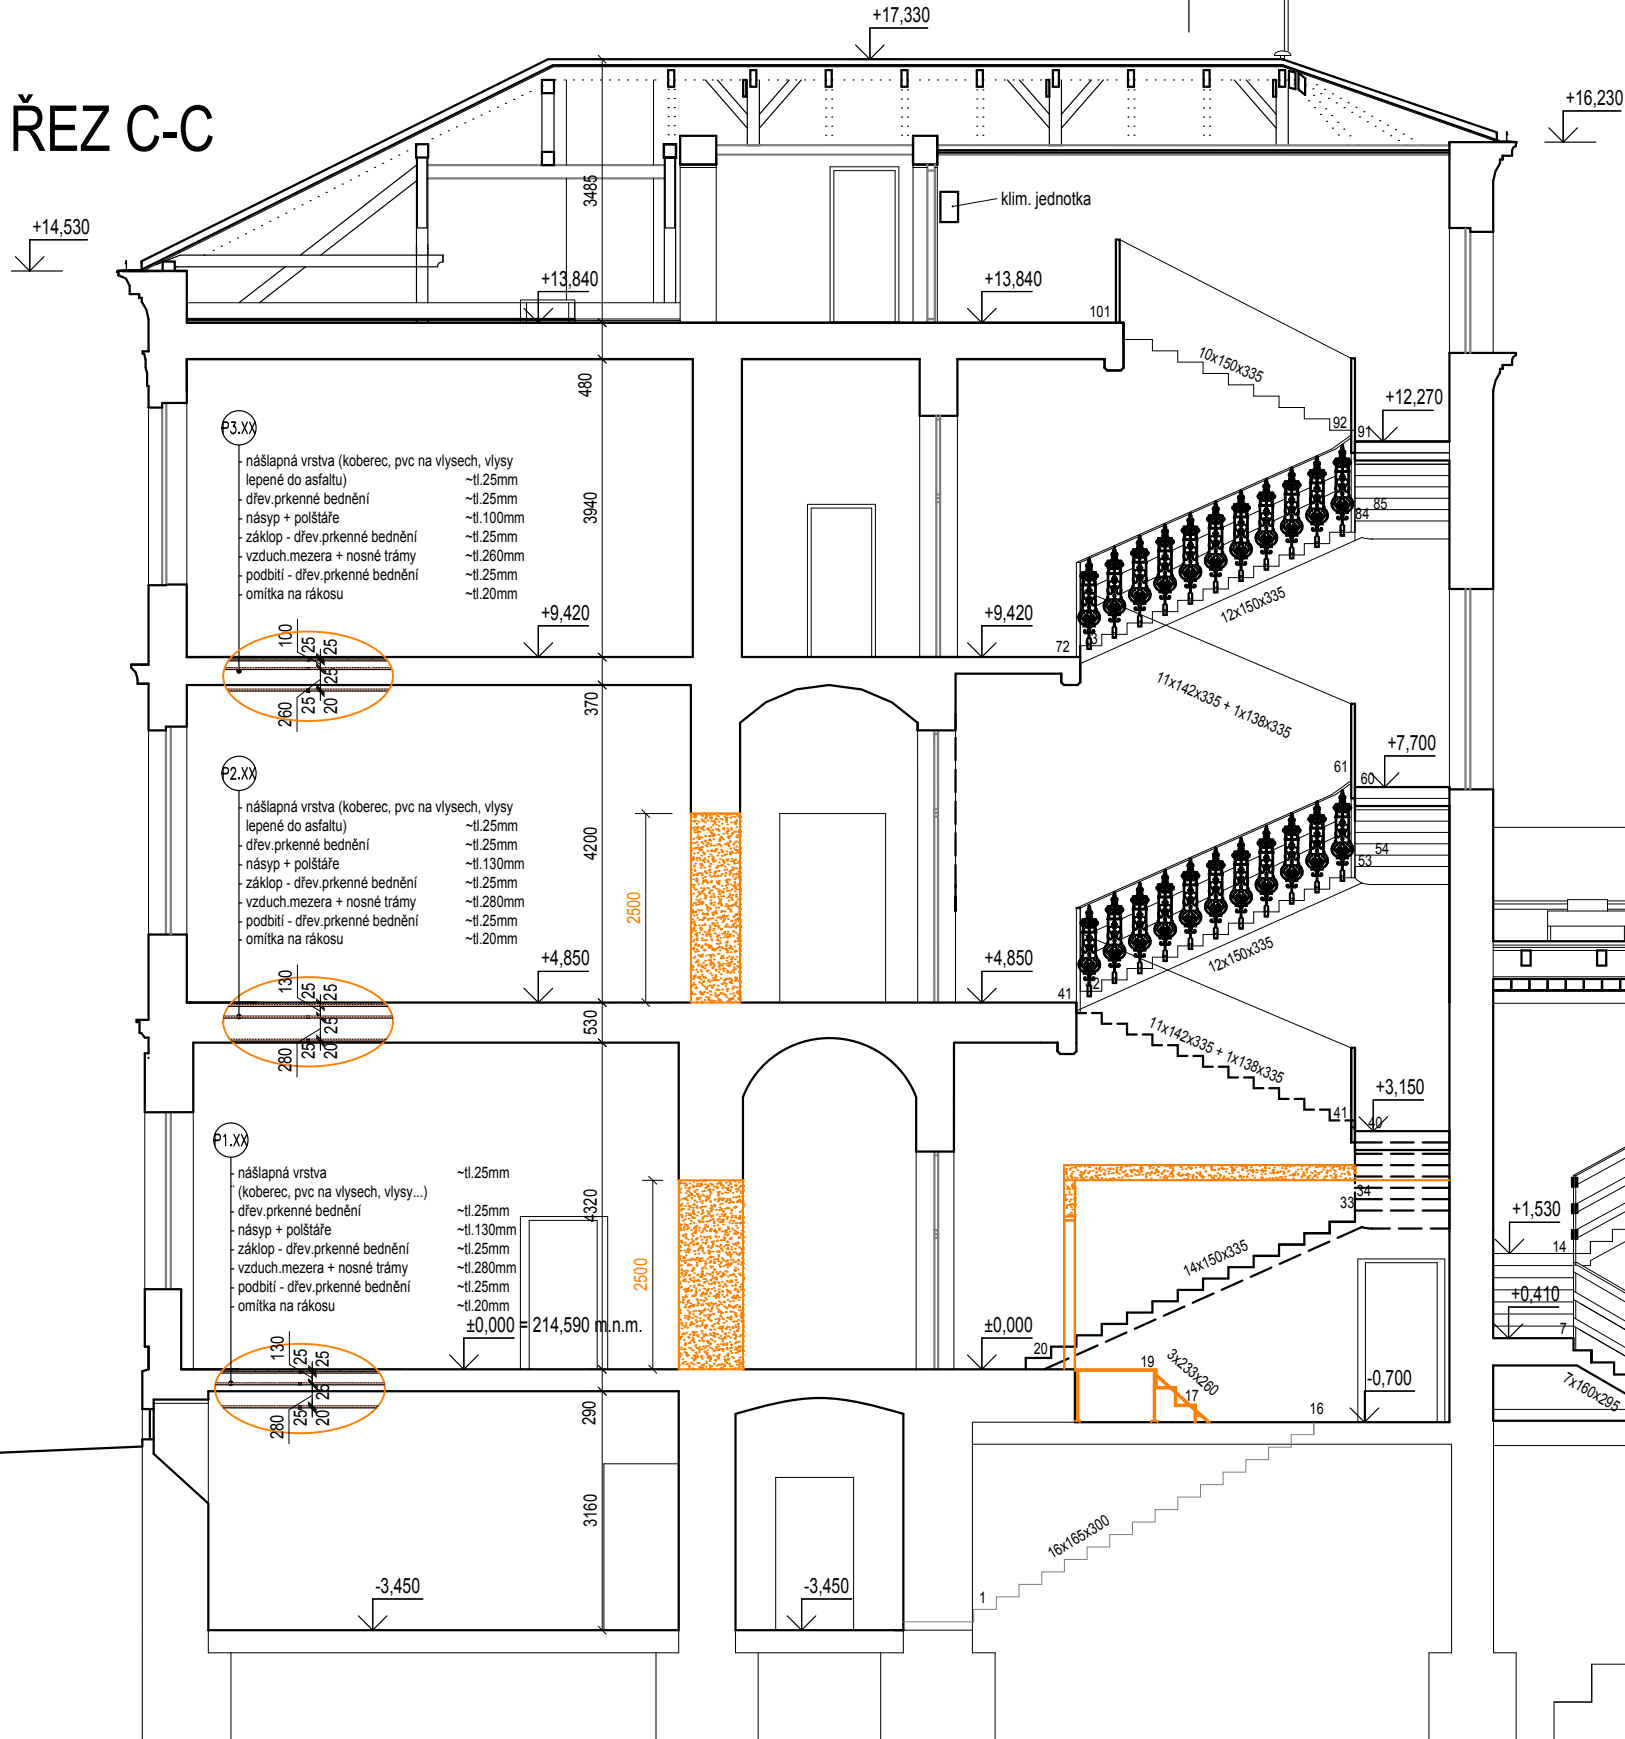 ŘEZ C-C
+17,330
+16,230
+14,530
klim. jednotka
3485
+13,840
+13,840
101
10x150x335
480
92
91
+12,270
P3.XX
- nášlapná vrstva (koberec, pvc na vlysech, vlysy
lepené do asfaltu) ~tl.25mm
- dřev.prkenné bednění ~tl.25mm
- násyp + polštáře ~tl.100mm
- záklop - dřev.prkenné bednění ~tl.25mm
- vzduch.mezera + nosné trámy ~tl.260mm
- podbití - dřev.prkenné bednění ~tl.25mm
- omítka na rákosu ~tl.20mm
3940
85
84
12x150x335
+9,420
+9,420
72
100
25
25
25
260
25
20
370
11x142x335 + 1x138x335
+7,700
61
60
P2.XX
- nášlapná vrstva (koberec, pvc na vlysech, vlysy
lepené do asfaltu) ~tl.25mm
- dřev.prkenné bednění ~tl.25mm
- násyp + polštáře ~tl.130mm
- záklop - dřev.prkenné bednění ~tl.25mm
- vzduch.mezera + nosné trámy ~tl.280mm
- podbití - dřev.prkenné bednění ~tl.25mm
- omítka na rákosu ~tl.20mm
4200
2500
54
53
12x150x335
+4,850
+4,850
41
130
25
25
25
280
25
20
530
11x142x335 + 1x138x335
+3,150
41
40
P1.XX
- nášlapná vrstva ~tl.25mm
(koberec, pvc na vlysech, vlysy...)
- dřev.prkenné bednění ~tl.25mm
- násyp + polštáře ~tl.130mm
- záklop - dřev.prkenné bednění ~tl.25mm
- vzduch.mezera + nosné trámy ~tl.280mm
- podbití - dřev.prkenné bednění ~tl.25mm
- omítka na rákosu ~tl.20mm
4320
2500
34
33
14x150x335
+1,530
14
+0,410
7
7x160x295
±0,000 = 214,590 m.n.m.
±0,000
20
19
3x233x260
17
-0,700
16
130
25
25
25
280
25
20
290
3160
16x165x300
1
-3,450
-3,450